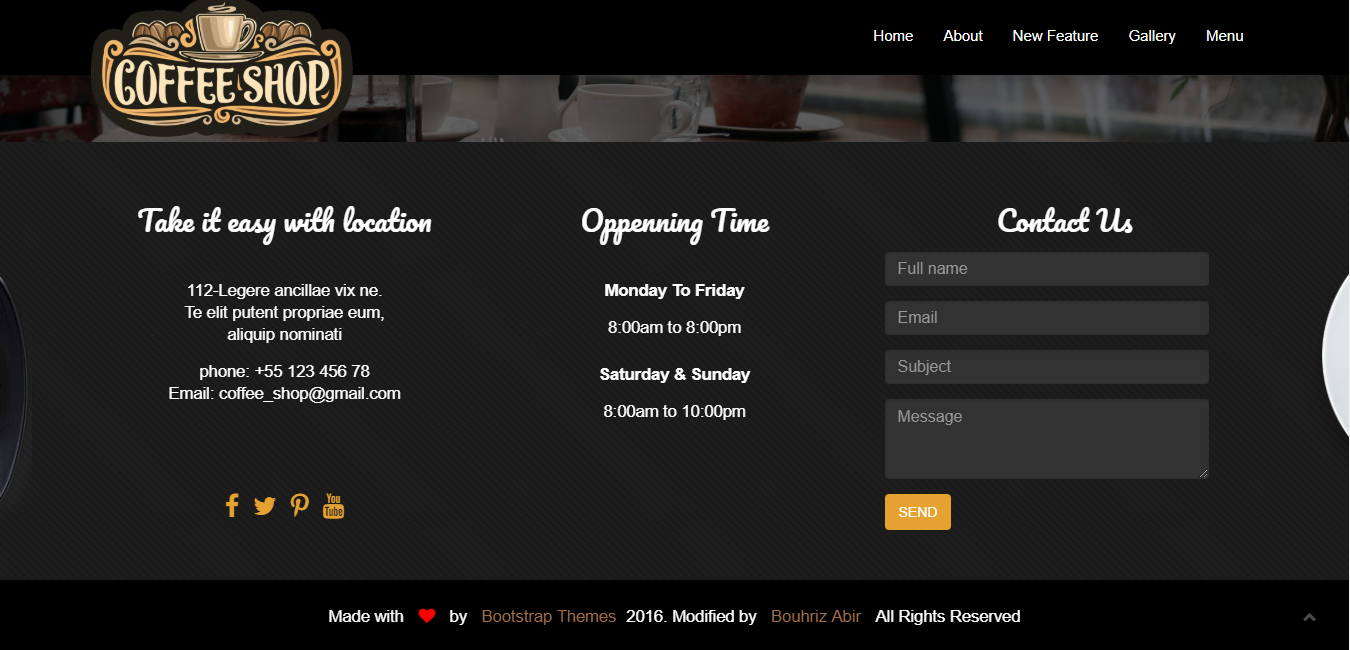 COFFEE SHOP
Home About New Feature Gallery Menu
Take it easy with location
112-Legere ancillae vix ne.
Te elit putent propriae eum,
aliquip nominati
phone: +55 123 456 78
Email: coffee_shop@gmail.com
You
Tube
Oppenning Time
Monday To Friday
8:00am to 8:00pm
Saturday & Sunday
8:00am to 10:00pm
Contact Us
Full name
Email
Subject
Message
SEND
Made with by Bootstrap Themes 2016. Modified by Bouhriz Abir All Rights Reserved